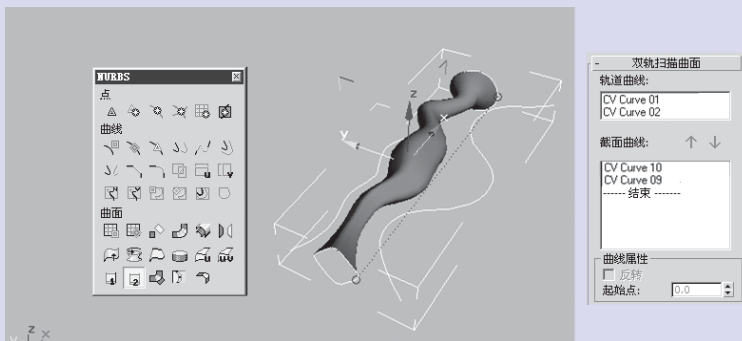 NURBS
点
曲线
曲面
z
x
y
z
x
y
1
2
双轨扫描曲面
轨道曲线:
CV Curve 01
CV Curve 02
截面曲线:
CV Curve 10
CV Curve 09
------ 结束 ------
曲线属性
反转
起始点:
0.0